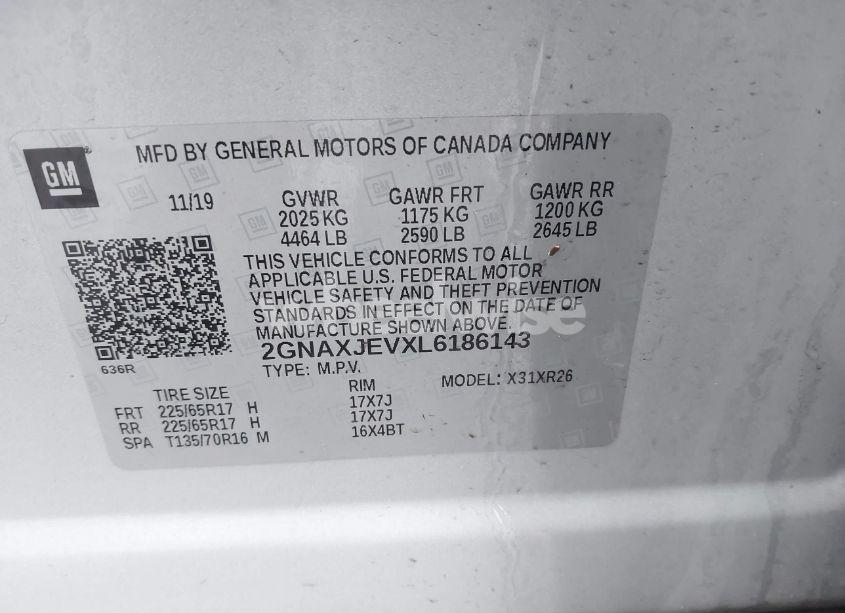 GM
MFD BY GENERAL MOTORS OF CANADA COMPANY
11/19 GVWR GAWR FRT GAWR RR
2025 KG 1175 KG 1200 KG
4464 LB 2590 LB 2645 LB
THIS VEHICLE CONFORMS TO ALL
APPLICABLE U.S. FEDERAL MOTOR
VEHICLE SAFETY AND THEFT PREVENTION
STANDARDS IN EFFECT ON THE DATE OF
MANUFACTURE SHOWN ABOVE.
2GNAXJEVXL6186143
636R
TYPE: M.P.V. MODEL: X31XR26
TIRE SIZE RIM
FRT 225/65R17 H 17X7J
RR 225/65R17 H 17X7J
SPA T135/70R16 M 16X4BT